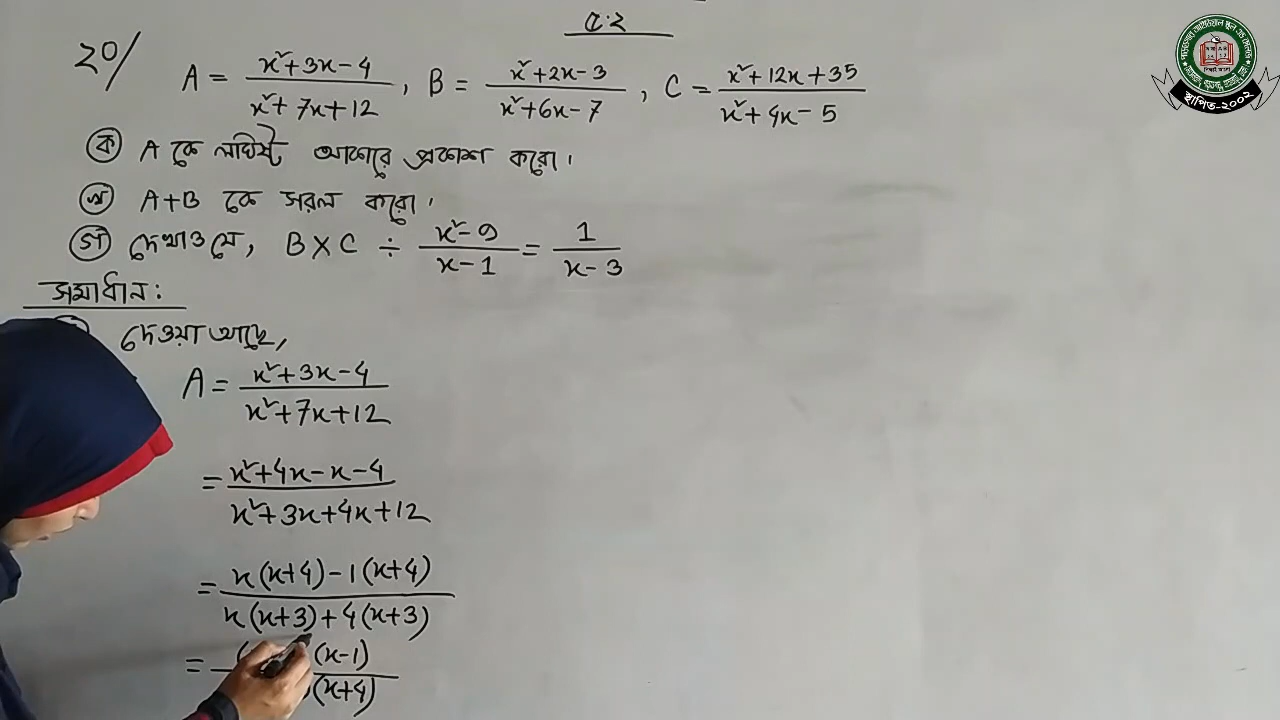 ৫.২
২০/ A = (x²+3x-4)/(x²+7x+12), B = (x²+2x-3)/(x²+6x-7), C = (x²+12x+35)/(x²+4x-5)
ক A কে লঘিষ্ট আকারে প্রকাশ করো।
খ A+B কে সরল করো।
গ দেখাও যে, B×C ÷ (x²-9)/(x-1) = 1/(x-3)
সমাধান:
দেওয়া আছে,
A = (x²+3x-4)/(x²+7x+12)
= (x²+4x-x-4)/(x²+3x+4x+12)
= (x(x+4)-1(x+4))/(x(x+3)+4(x+3))
= (x-1)/(x+4)
স্থাপিত-২০০২